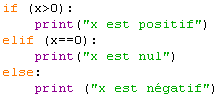 if (x>0):
    print("x est positif")
elif (x==0):
    print("x est nul")
else:
    print ("x est négatif")